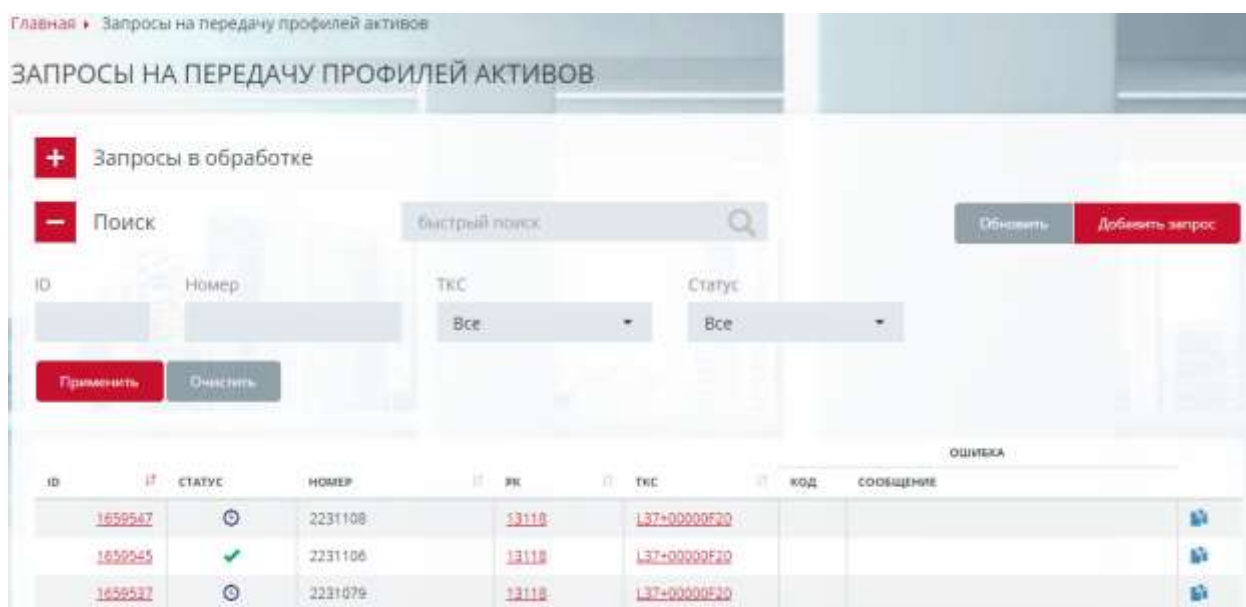 Главная ▸ Запросы на передачу профилей активов
ЗАПРОСЫ НА ПЕРЕДАЧУ ПРОФИЛЕЙ АКТИВОВ
+ Запросы в обработке
− Поиск быстрый поиск Обновить Добавить запрос
ID Номер ТКС Статус
Все Все
Применить Очистить
ОШИБКА
ID СТАТУС НОМЕР РК ТКС КОД СООБЩЕНИЕ
1659547 2231108 13118 L37+00000F20
1659545 2231106 13118 L37+00000F20
1659537 2231079 13118 L37+00000F20